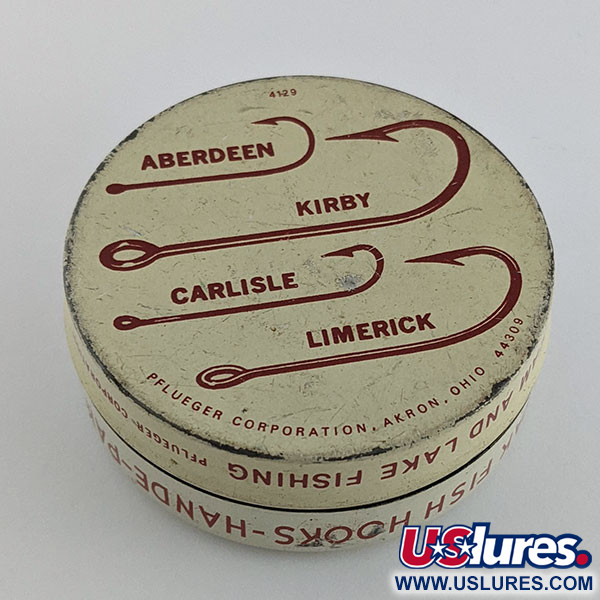 4129
ABERDEEN
KIRBY
CARLISLE
LIMERICK
PFLUEGER CORPORATION, AKRON, OHIO 44309
AND LAKE FISHING PFLUEGER
FISH HOOKS-HANDE-
USlures.
WWW.USLURES.COM